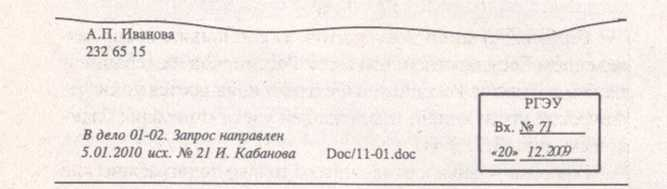 А.П. Иванова
232 65 15
РГЭУ
Вх. № 71
«20» 12.2009
В дело 01-02. Запрос направлен
5.01.2010 исх. № 21 И. Кабанова
Doc/11-01.doc